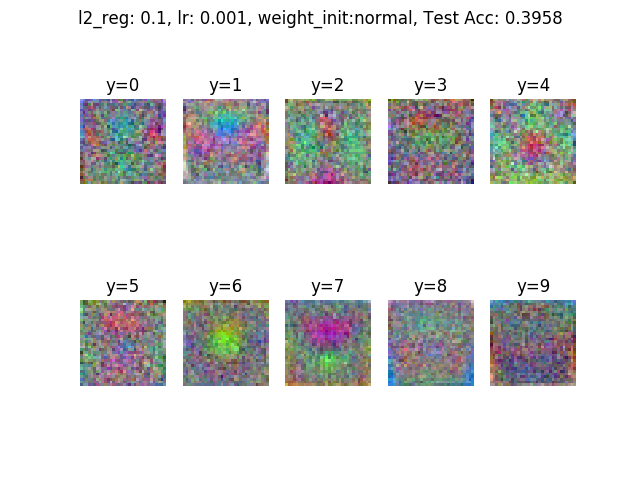 l2_reg: 0.1, lr: 0.001, weight_init:normal, Test Acc: 0.3958
y=0 y=1 y=2 y=3 y=4
y=5 y=6 y=7 y=8 y=9